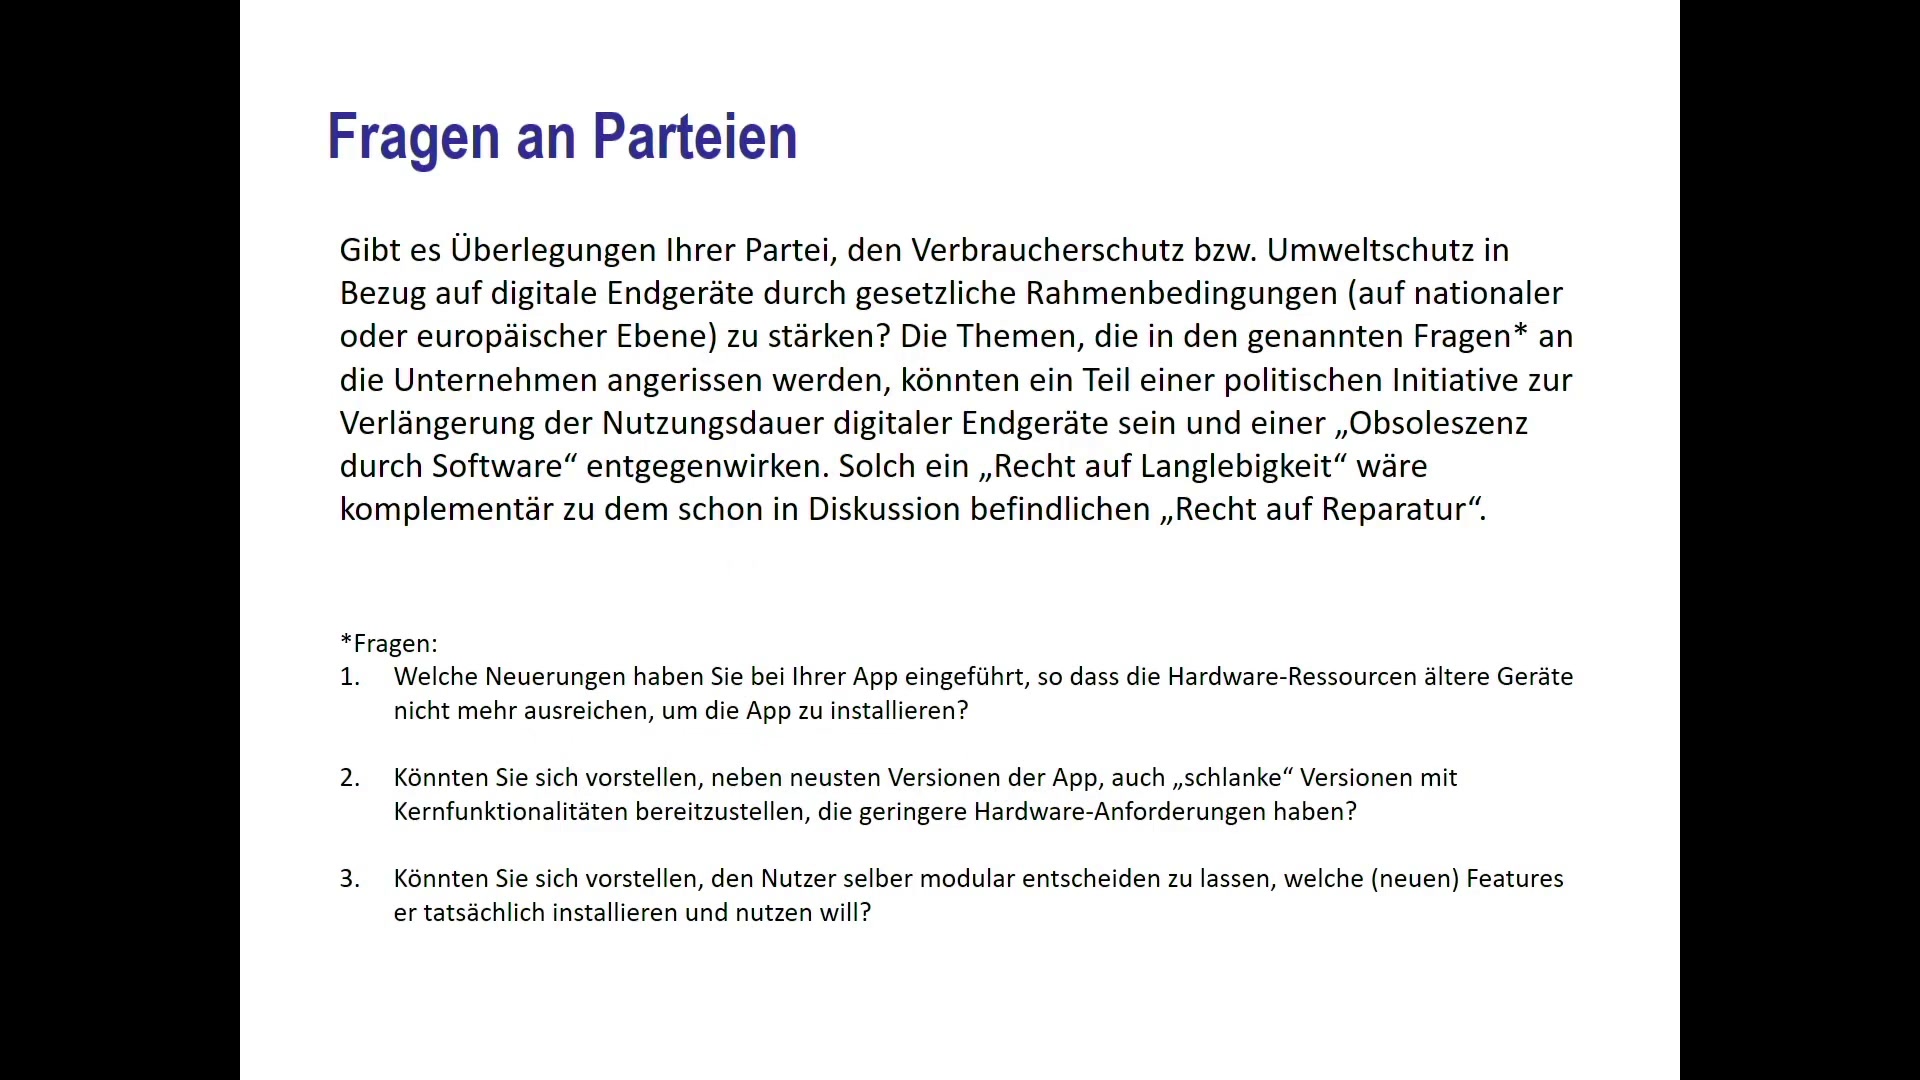 Fragen an Parteien
Gibt es Überlegungen Ihrer Partei, den Verbraucherschutz bzw. Umweltschutz in
Bezug auf digitale Endgeräte durch gesetzliche Rahmenbedingungen (auf nationaler
oder europäischer Ebene) zu stärken? Die Themen, die in den genannten Fragen* an
die Unternehmen angerissen werden, könnten ein Teil einer politischen Initiative zur
Verlängerung der Nutzungsdauer digitaler Endgeräte sein und einer „Obsoleszenz
durch Software“ entgegenwirken. Solch ein „Recht auf Langlebigkeit“ wäre
komplementär zu dem schon in Diskussion befindlichen „Recht auf Reparatur“.
*Fragen:
1. Welche Neuerungen haben Sie bei Ihrer App eingeführt, so dass die Hardware-Ressourcen ältere Geräte
nicht mehr ausreichen, um die App zu installieren?
2. Könnten Sie sich vorstellen, neben neusten Versionen der App, auch „schlanke“ Versionen mit
Kernfunktionalitäten bereitzustellen, die geringere Hardware-Anforderungen haben?
3. Könnten Sie sich vorstellen, den Nutzer selber modular entscheiden zu lassen, welche (neuen) Features
er tatsächlich installieren und nutzen will?